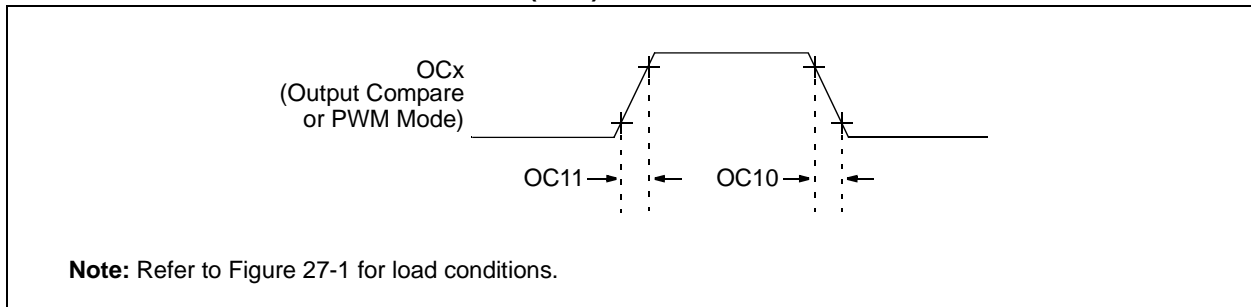 OCx
(Output Compare
or PWM Mode)
OC11
OC10
Note: Refer to Figure 27-1 for load conditions.